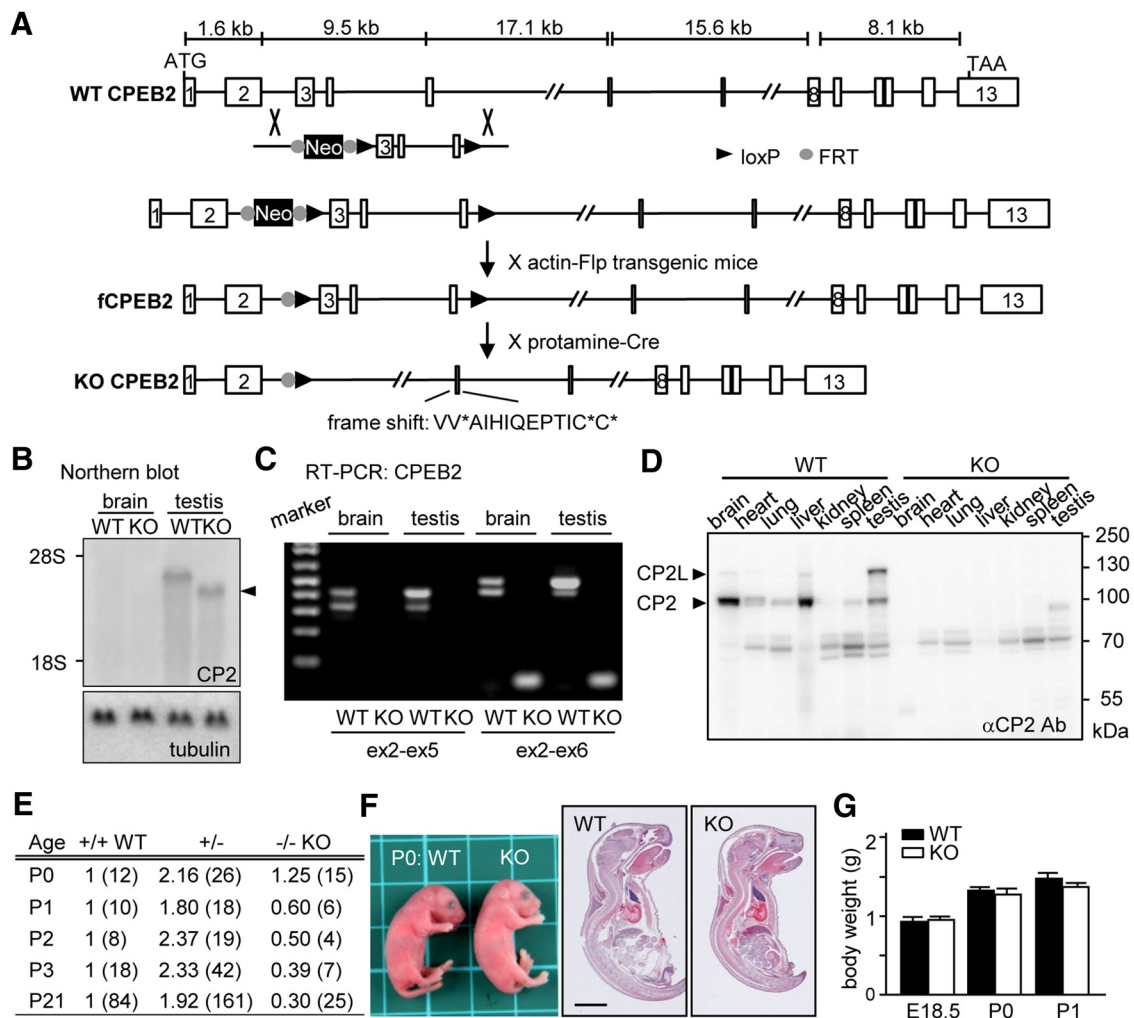 A
1.6 kb 9.5 kb 17.1 kb 15.6 kb 8.1 kb
ATG TAA
WT CPEB2 1 2 3 8 13
Neo 3
loxP FRT
1 2 Neo 3 8 13
X actin-Flp transgenic mice
fCPEB2 1 2 3 8 13
X protamine-Cre
KO CPEB2 1 2 8 13
frame shift: VV*AIHIQEPTIC*C*
B
Northern blot
brain testis
WT KO WT KO
28S
18S
CP2
tubulin
C
RT-PCR: CPEB2
marker brain testis brain testis
WT KO WT KO WT KO WT KO
ex2-ex5 ex2-ex6
D
WT KO
brain heart lung liver kidney spleen testis brain heart lung liver kidney spleen testis
CP2L
CP2
250
130
100
70
55
kDa
αCP2 Ab
E
Age +/+ WT +/- -/- KO
P0 1 (12) 2.16 (26) 1.25 (15)
P1 1 (10) 1.80 (18) 0.60 (6)
P2 1 (8) 2.37 (19) 0.50 (4)
P3 1 (18) 2.33 (42) 0.39 (7)
P21 1 (84) 1.92 (161) 0.30 (25)
F
P0: WT KO
WT
KO
G
body weight (g)
2
1
0
WT
KO
E18.5 P0 P1